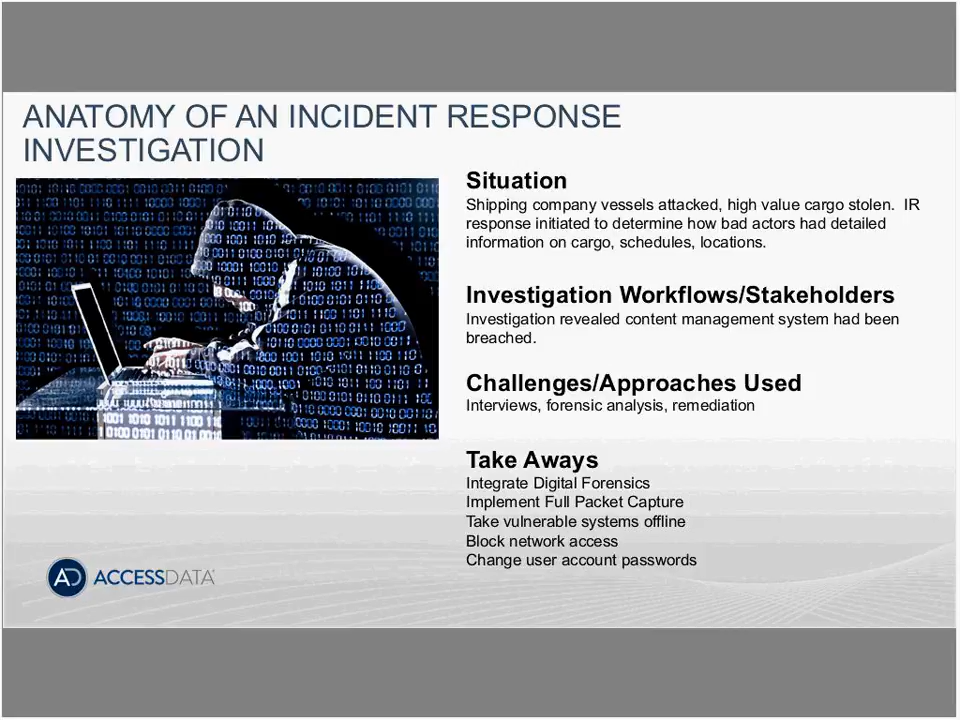 ANATOMY OF AN INCIDENT RESPONSE
INVESTIGATION
Situation
Shipping company vessels attacked, high value cargo stolen.  IR
response initiated to determine how bad actors had detailed
information on cargo, schedules, locations.
Investigation Workflows/Stakeholders
Investigation revealed content management system had been
breached.
Challenges/Approaches Used
Interviews, forensic analysis, remediation
Take Aways
Integrate Digital Forensics
Implement Full Packet Capture
Take vulnerable systems offline
Block network access
Change user account passwords
AD ACCESSDATA